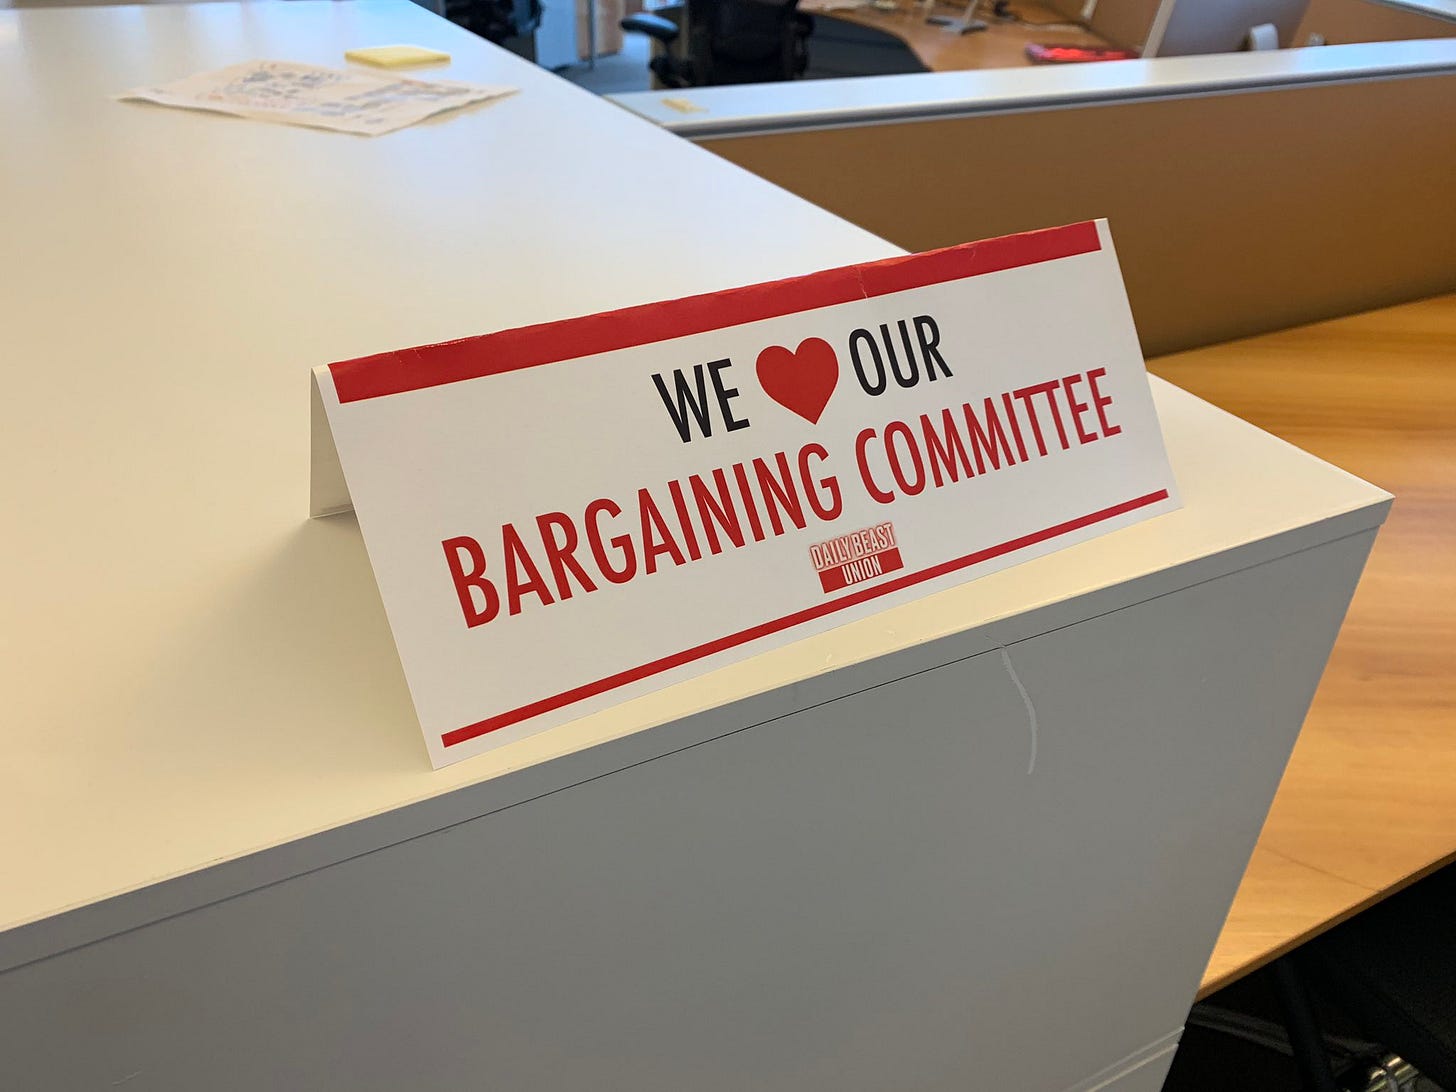 WE ❤ OUR
BARGAINING COMMITTEE
DAILY BEAST
UNION